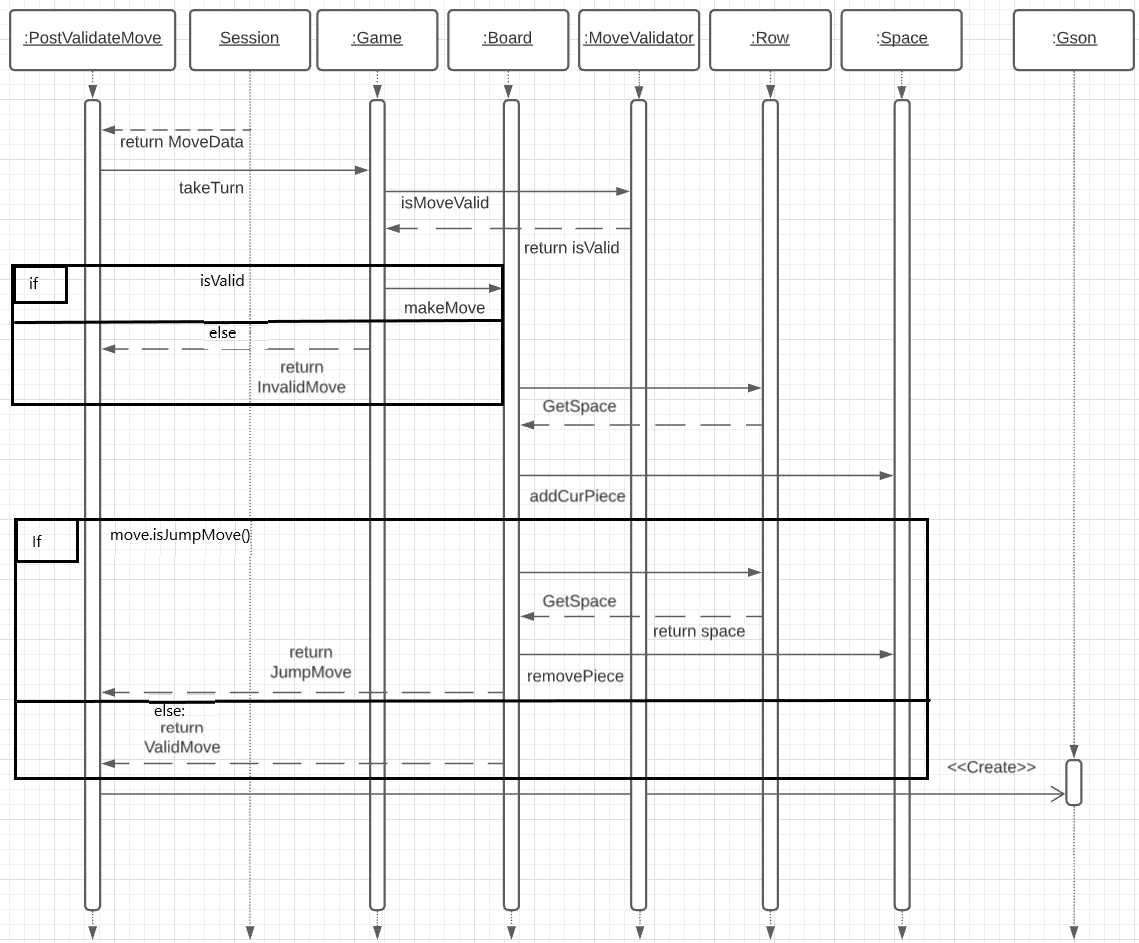 :PostValidateMove
Session
:Game
:Board
:MoveValidator
:Row
:Space
:Gson
return MoveData
takeTurn
isMoveValid
return isValid
if
isValid
makeMove
else
return
InvalidMove
GetSpace
addCurPiece
If
move.isJumpMove()
GetSpace
return space
return
JumpMove
removePiece
else:
return
ValidMove
<<Create>>